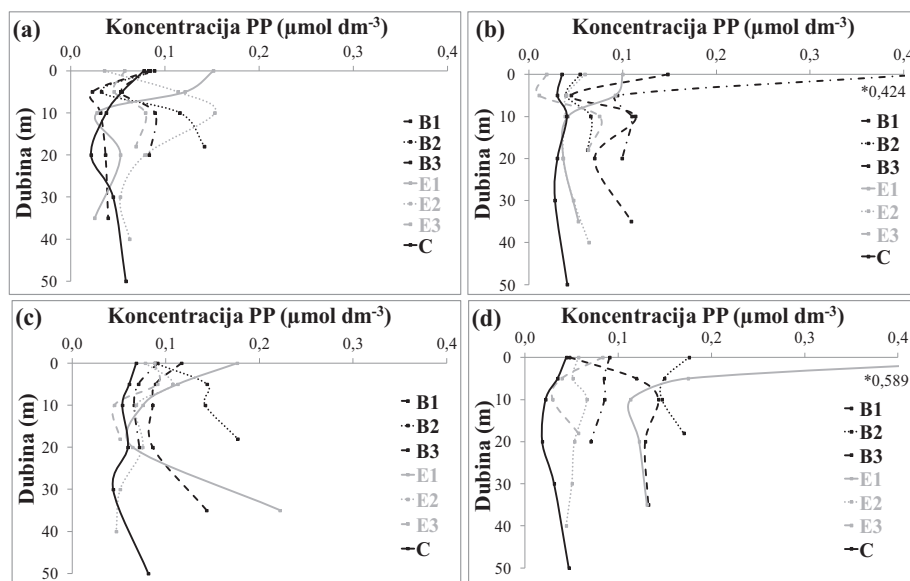 (a) Koncentracija PP (µmol dm-3)
0,0 0,1 0,2 0,3 0,4
0
10
20
30
40
50
Dubina (m)
B1
B2
B3
E1
E2
E3
C
(b) Koncentracija PP (µmol dm-3)
0,0 0,1 0,2 0,3 0,4
0
10
20
30
40
50
Dubina (m)
*0,424
B1
B2
B3
E1
E2
E3
C
(c) Koncentracija PP (µmol dm-3)
0,0 0,1 0,2 0,3 0,4
0
10
20
30
40
50
Dubina (m)
B1
B2
B3
E1
E2
E3
C
(d) Koncentracija PP (µmol dm-3)
0,0 0,1 0,2 0,3 0,4
0
10
20
30
40
50
Dubina (m)
*0,589
B1
B2
B3
E1
E2
E3
C